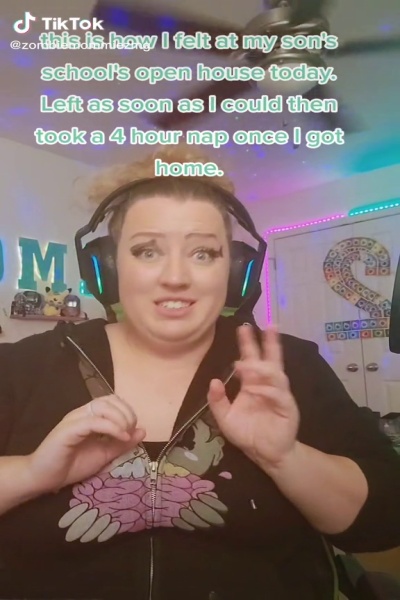 TikTok
this is how I felt at my son's
school's open house today.
Left as soon as I could then
took a 4 hour nap once I got
home.
OM